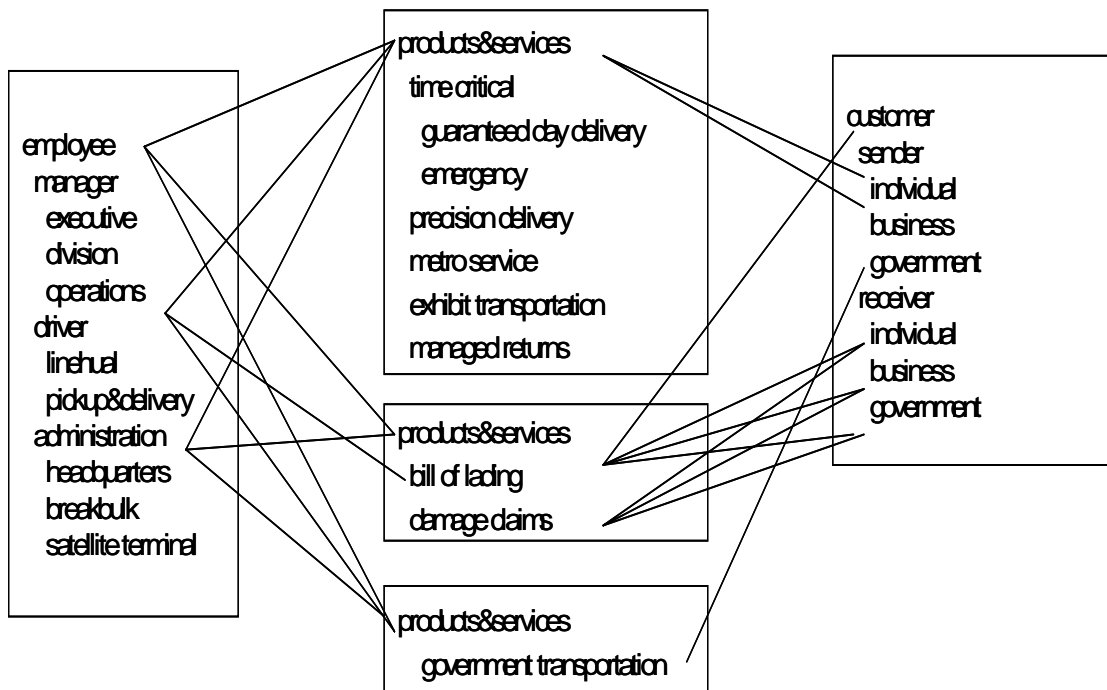 employee
manager
executive
division
operations
driver
linehual
pickup&delivery
administration
headquarters
breakbulk
satellite terminal
products&services
time critical
guaranteed day delivery
emergency
precision delivery
metro service
exhibit transportation
managed returns
products&services
bill of lading
damage claims
products&services
government transportation
customer
sender
individual
business
government
receiver
individual
business
government